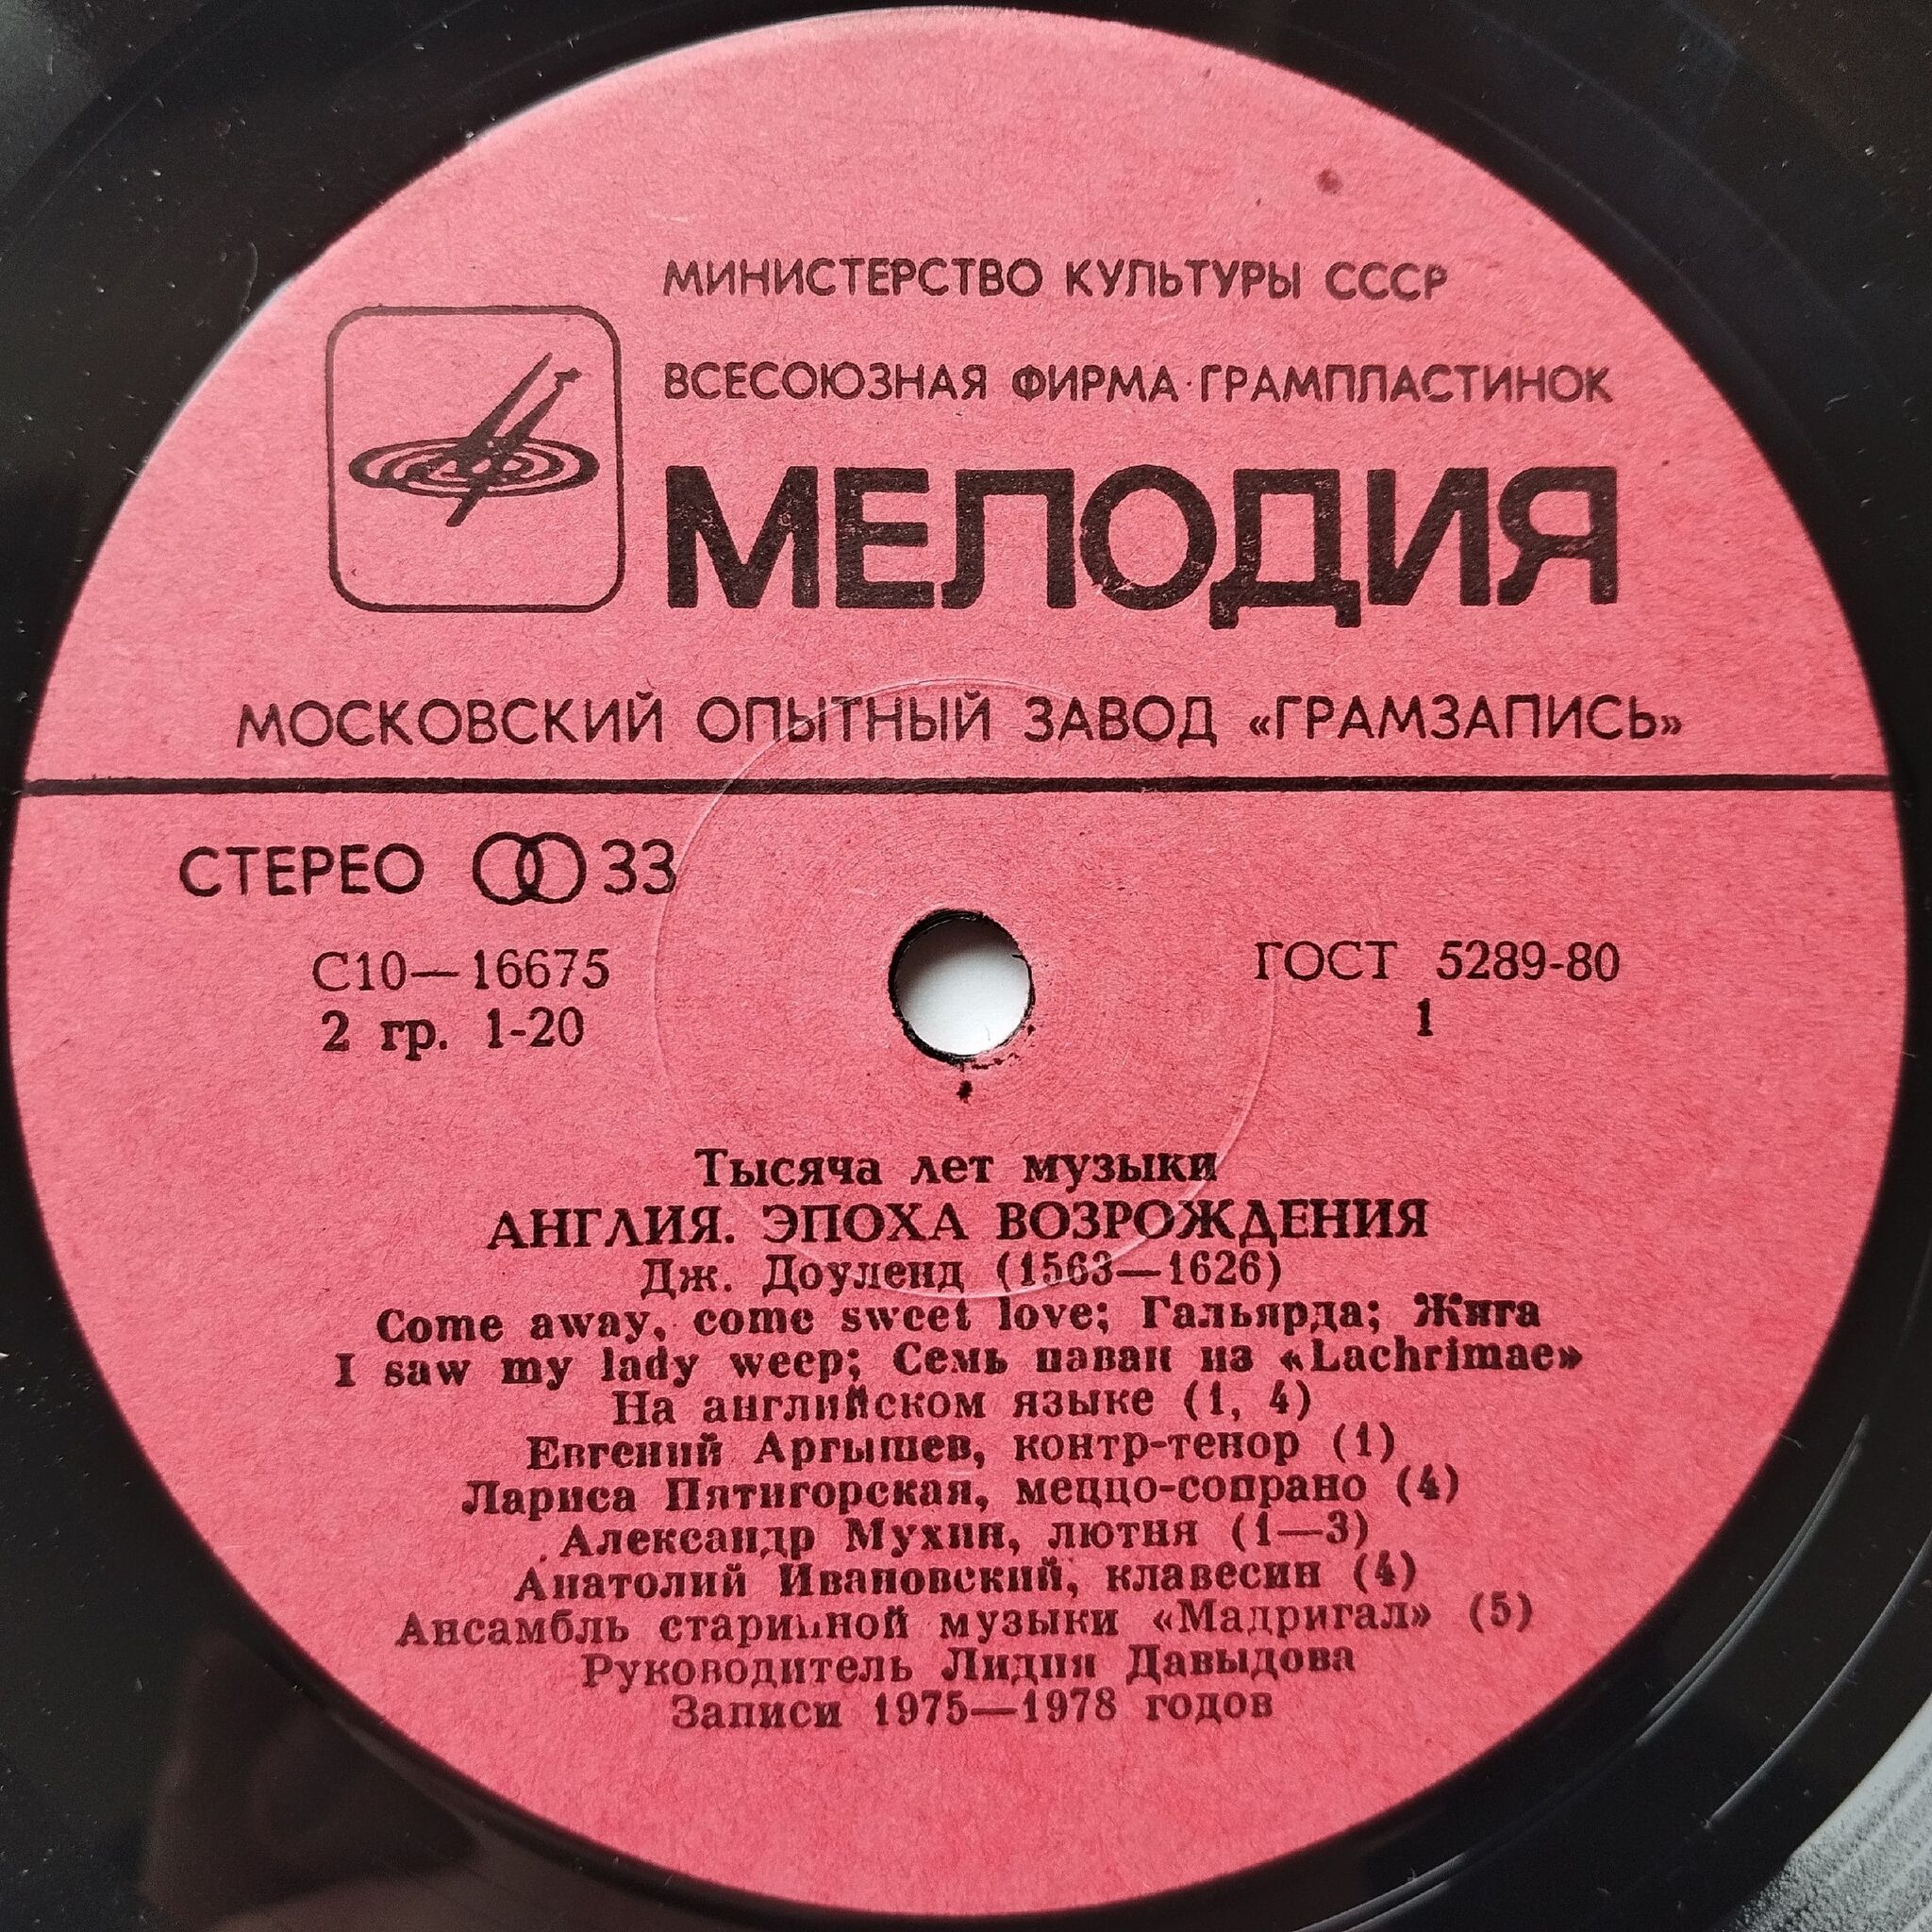 МИНИСТЕРСТВО КУЛЬТУРЫ СССР
ВСЕСОЮЗНАЯ ФИРМА ГРАМПЛАСТИНОК
МЕЛОДИЯ
МОСКОВСКИЙ ОПЫТНЫЙ ЗАВОД «ГРАМЗАПИСЬ»
СТЕРЕО 33
С10—16675
2 гр. 1-20
ГОСТ 5289-80
1
Тысяча лет музыки
АНГЛИЯ. ЭПОХА ВОЗРОЖДЕНИЯ
Дж. Доуленд (1563—1626)
Come away, come sweet love; Гальярда; Жига
I saw my lady weep; Семь паван из «Lachrimae»
На английском языке (1, 4)
Евгений Аргышев, контр-тенор (1)
Лариса Пятигорская, меццо-сопрано (4)
Александр Мухин, лютня (1—3)
Анатолий Ивановский, клавесин (4)
Ансамбль старинной музыки «Мадригал» (5)
Руководитель Лидия Давыдова
Записи 1975—1978 годов